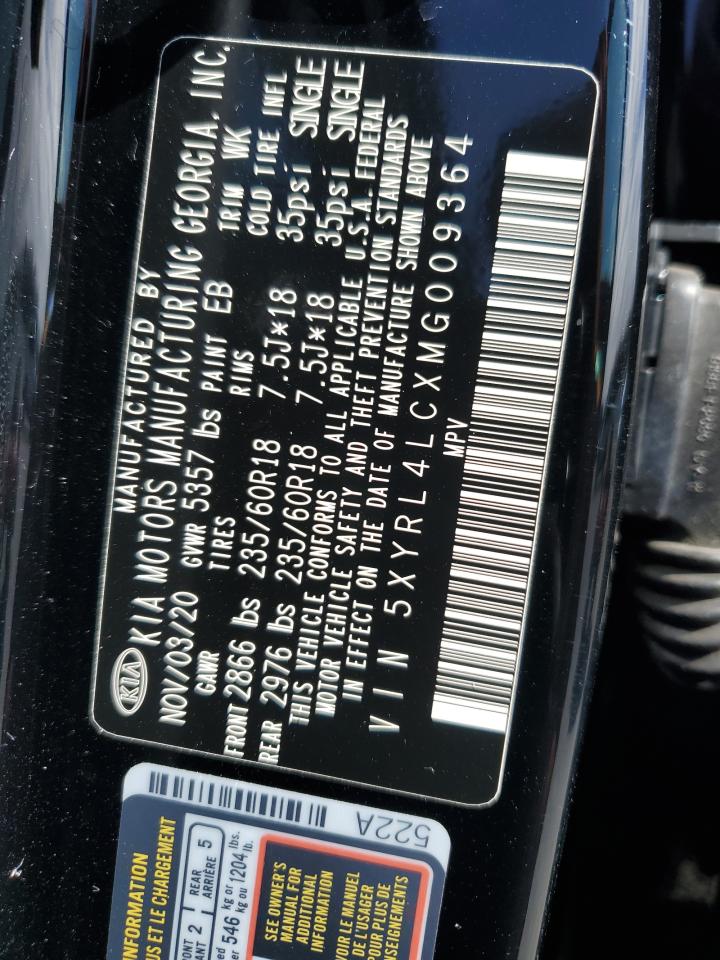 MANUFACTURED BY
KIA KIA MOTORS MANUFACTURING GEORGIA, INC.
NOV/03/20 GVWR 5357 lbs PAINT EB TRIM WK
GAWR TIRES RIMS COLD TIRE INFL
FRONT 2866 lbs 235/60R18 7.5J*18 35psi SINGLE
REAR 2976 lbs 235/60R18 7.5J*18 35psi SINGLE
THIS VEHICLE CONFORMS TO ALL APPLICABLE U.S.A. FEDERAL
MOTOR VEHICLE SAFETY AND THEFT PREVENTION STANDARDS
IN EFFECT ON THE DATE OF MANUFACTURE SHOWN ABOVE
VIN 5XYRL4LCXMG009364
MPV
INFORMATION
US ET LE CHARGEMENT
2 REAR 5
ARRIÈRE
546 kg or 1204 lbs.
kg ou lb.
SEE OWNER'S
MANUAL FOR
ADDITIONAL
INFORMATION
VOIR LE MANUEL
DE L'USAGER
POUR PLUS DE
522A